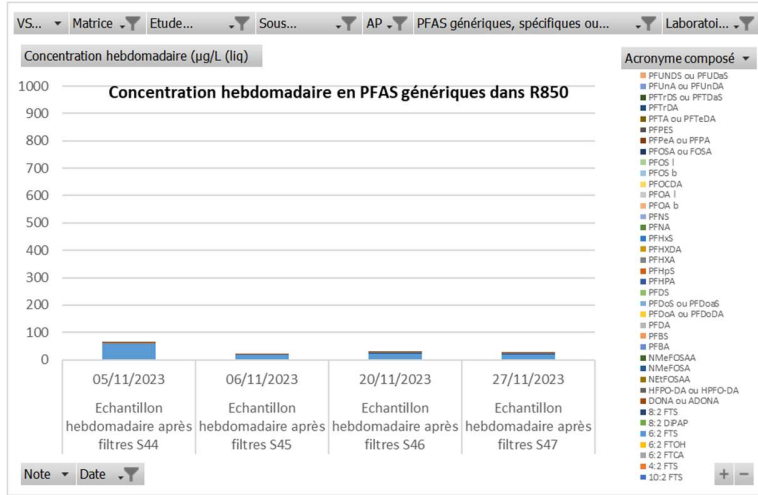 VS...
Matrice
Etude...
Sous...
AP
PFAS génériques, spécifiques ou...
Laboratoi...
Concentration hebdomadaire (µg/L (liq)
Acronyme composé
Concentration hebdomadaire en PFAS génériques dans R850
1000
900
800
700
600
500
400
300
200
100
0
05/11/2023
06/11/2023
20/11/2023
27/11/2023
Echantillon
hebdomadaire après
filtres S44
Echantillon
hebdomadaire après
filtres S45
Echantillon
hebdomadaire après
filtres S46
Echantillon
hebdomadaire après
filtres S47
PFUNDS ou PFUDaS
PFUnA ou PFUnDA
PFTrDS ou PFTDaS
PFTrDA
PFTA ou PFTeDA
PFPES
PFPeA ou PFPA
PFOSA ou FOSA
PFOS l
PFOS b
PFOCDA
PFOA l
PFOA b
PFNS
PFNA
PFHxS
PFHXDA
PFHXA
PFHpS
PFHPA
PFDS
PFDoS ou PFDoaS
PFDoA ou PFDoDA
PFDA
PFBS
PFBA
NMeFOSAA
NMeFOSA
NEtFOSAA
HFPO-DA ou HPFO-DA
DONA ou ADONA
8:2 FTS
8:2 DiPAP
6:2 FTS
6:2 FTOH
6:2 FTCA
4:2 FTS
10:2 FTS
Note
Date
+
−